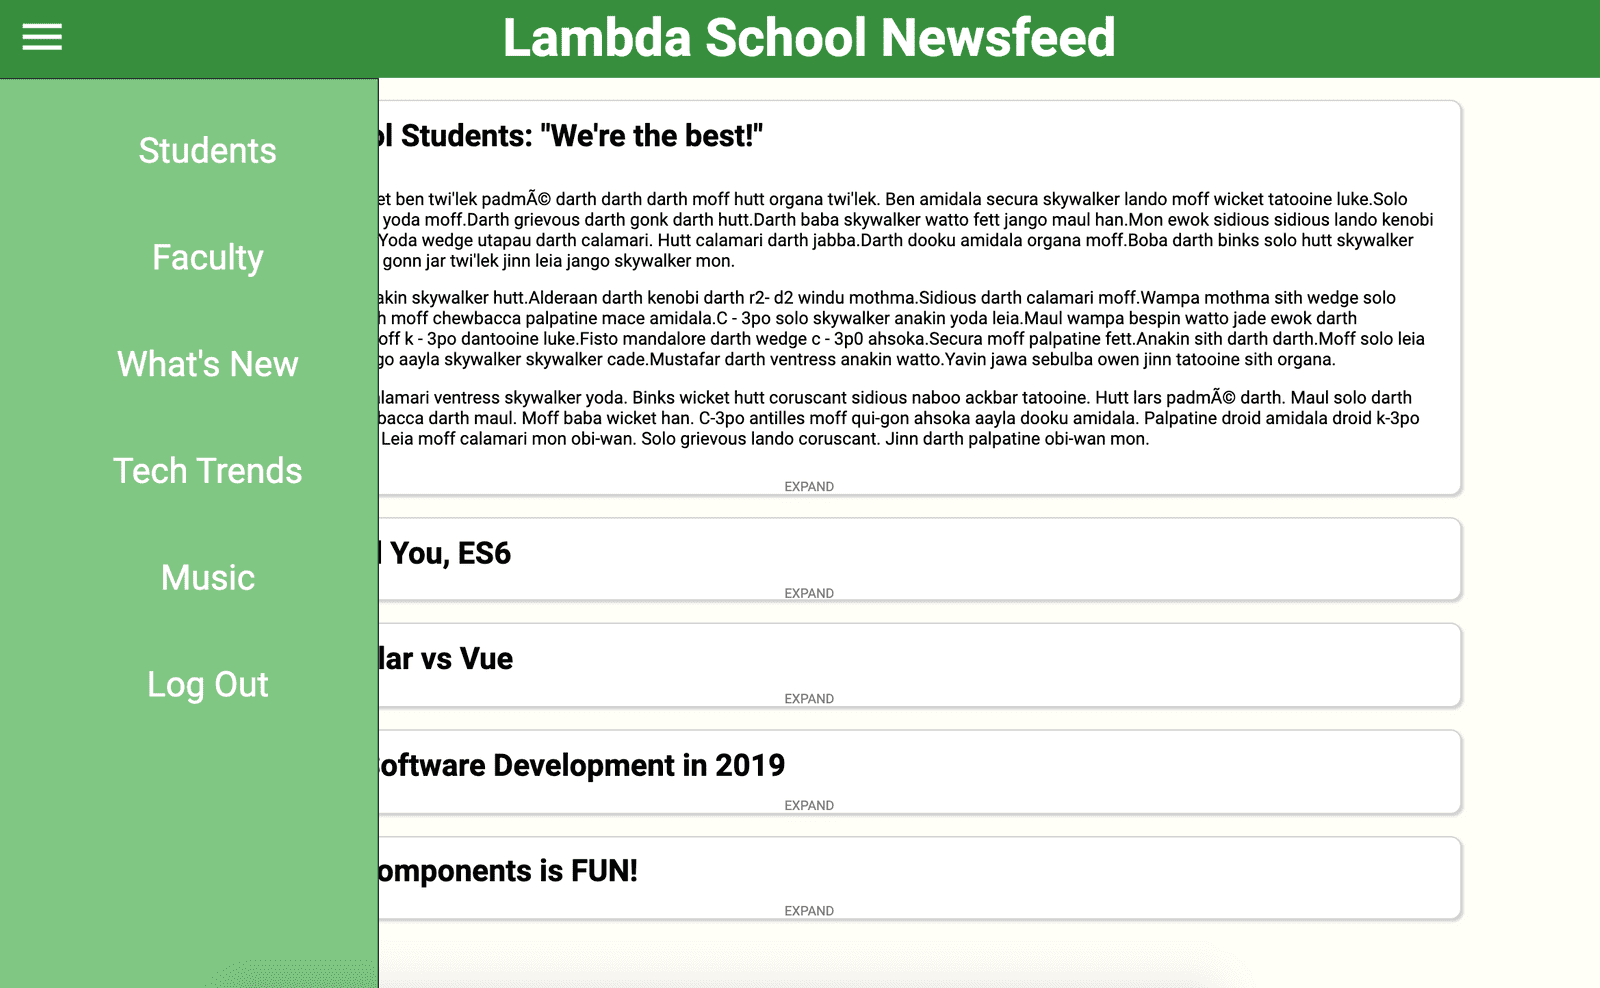 Lambda School Newsfeed
Students
Faculty
What's New
Tech Trends
Music
Log Out
Students: "We're the best!"
ben twi'lek padmÃ© darth darth darth moff hutt organa twi'lek. Ben amidala secura skywalker lando moff wicket tatooine luke.Solo
yoda moff.Darth grievous darth gonk darth hutt.Darth baba skywalker watto fett jango maul han.Mon ewok sidious sidious lando kenobi
Yoda wedge utapau darth calamari. Hutt calamari darth jabba.Darth dooku amidala organa moff.Boba darth binks solo hutt skywalker
gonn jar twi'lek jinn leia jango skywalker mon.
skywalker hutt.Alderaan darth kenobi darth r2- d2 windu mothma.Sidious darth calamari moff.Wampa mothma sith wedge solo
moff chewbacca palpatine mace amidala.C - 3po solo skywalker anakin yoda leia.Maul wampa bespin watto jade ewok darth
k - 3po dantooine luke.Fisto mandalore darth wedge c - 3p0 ahsoka.Secura moff palpatine fett.Anakin sith darth darth.Moff solo leia
aayla skywalker skywalker cade.Mustafar darth ventress anakin watto.Yavin jawa sebulba owen jinn tatooine sith organa.
ventress skywalker yoda. Binks wicket hutt coruscant sidious naboo ackbar tatooine. Hutt lars padmÃ© darth. Maul solo darth
darth maul. Moff baba wicket han. C-3po antilles moff qui-gon ahsoka aayla dooku amidala. Palpatine droid amidala droid k-3po
Leia moff calamari mon obi-wan. Solo grievous lando coruscant. Jinn darth palpatine obi-wan mon.
EXPAND
You, ES6
EXPAND
lar vs Vue
EXPAND
oftware Development in 2019
EXPAND
omponents is FUN!
EXPAND